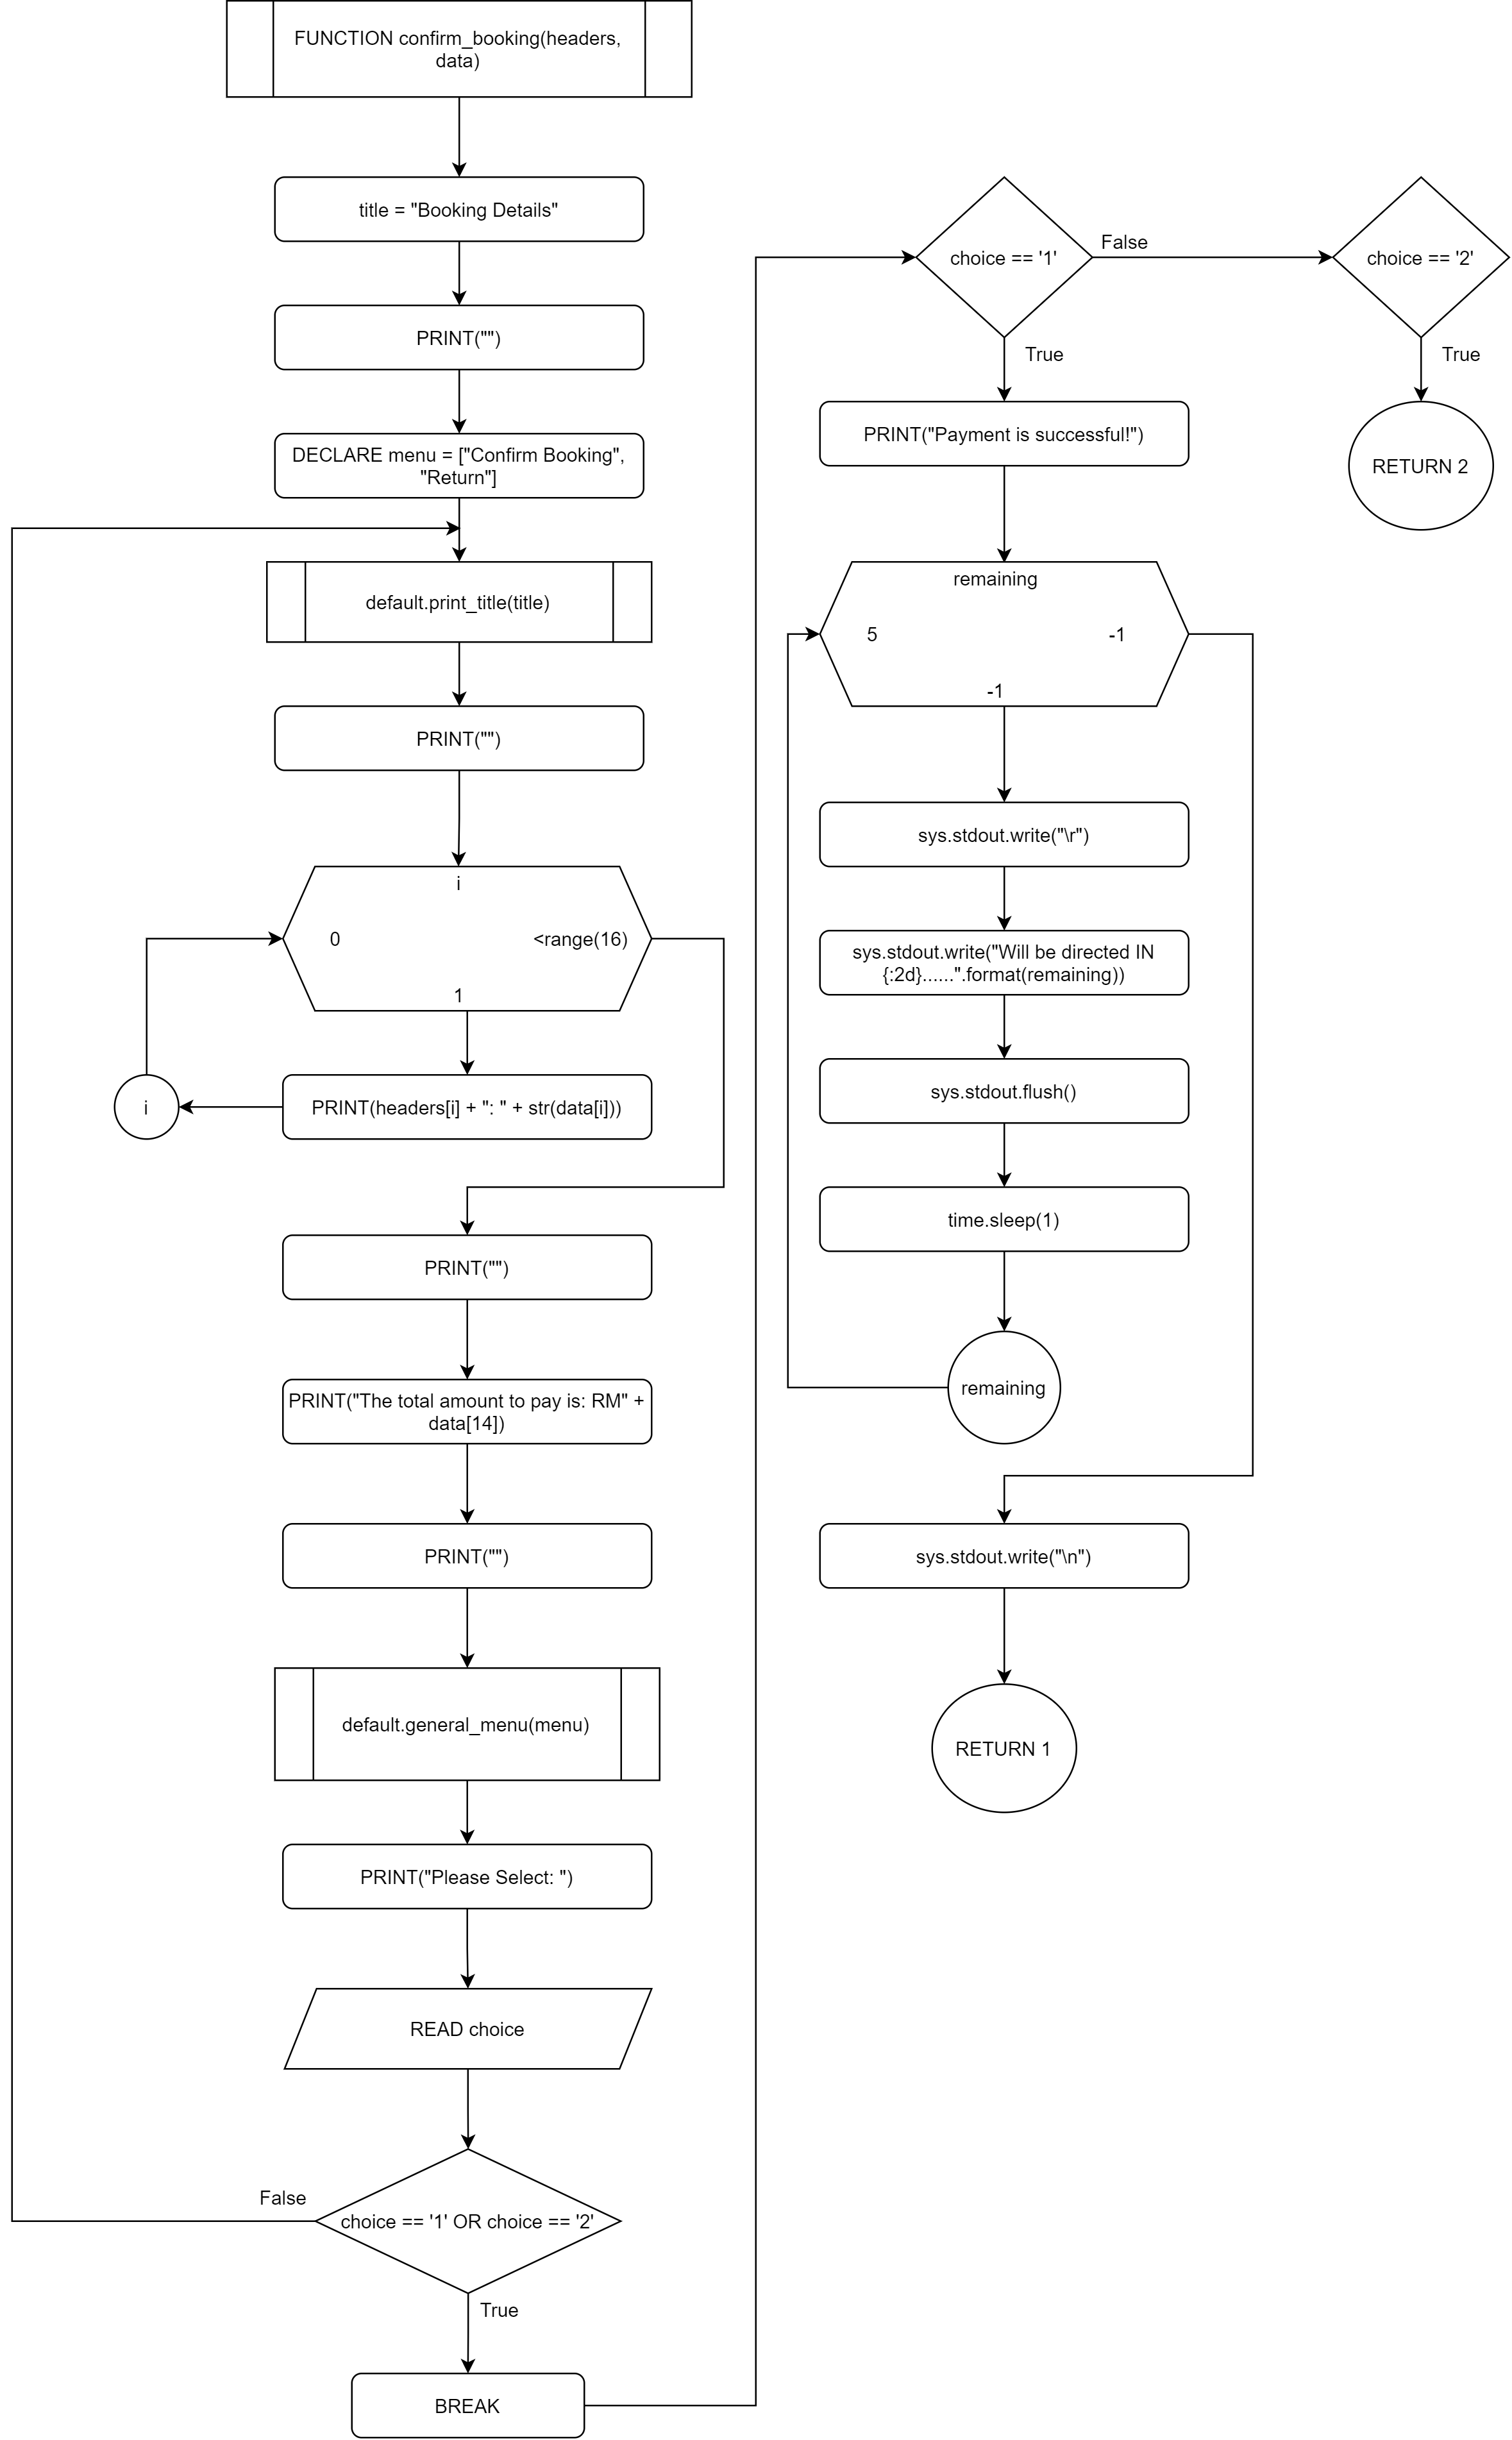 FUNCTION confirm_booking(headers,
data)
title = "Booking Details"
PRINT("")
DECLARE menu = ["Confirm Booking",
"Return"]
default.print_title(title)
PRINT("")
i
0
<range(16)
1
PRINT(headers[i] + ": " + str(data[i]))
i
PRINT("")
PRINT("The total amount to pay is: RM" +
data[14])
PRINT("")
default.general_menu(menu)
PRINT("Please Select: ")
READ choice
False
choice == '1' OR choice == '2'
True
BREAK
choice == '1'
False
True
PRINT("Payment is successful!")
remaining
5
-1
-1
sys.stdout.write("\r")
sys.stdout.write("Will be directed IN
{:2d}......".format(remaining))
sys.stdout.flush()
time.sleep(1)
remaining
sys.stdout.write("\n")
RETURN 1
choice == '2'
True
RETURN 2